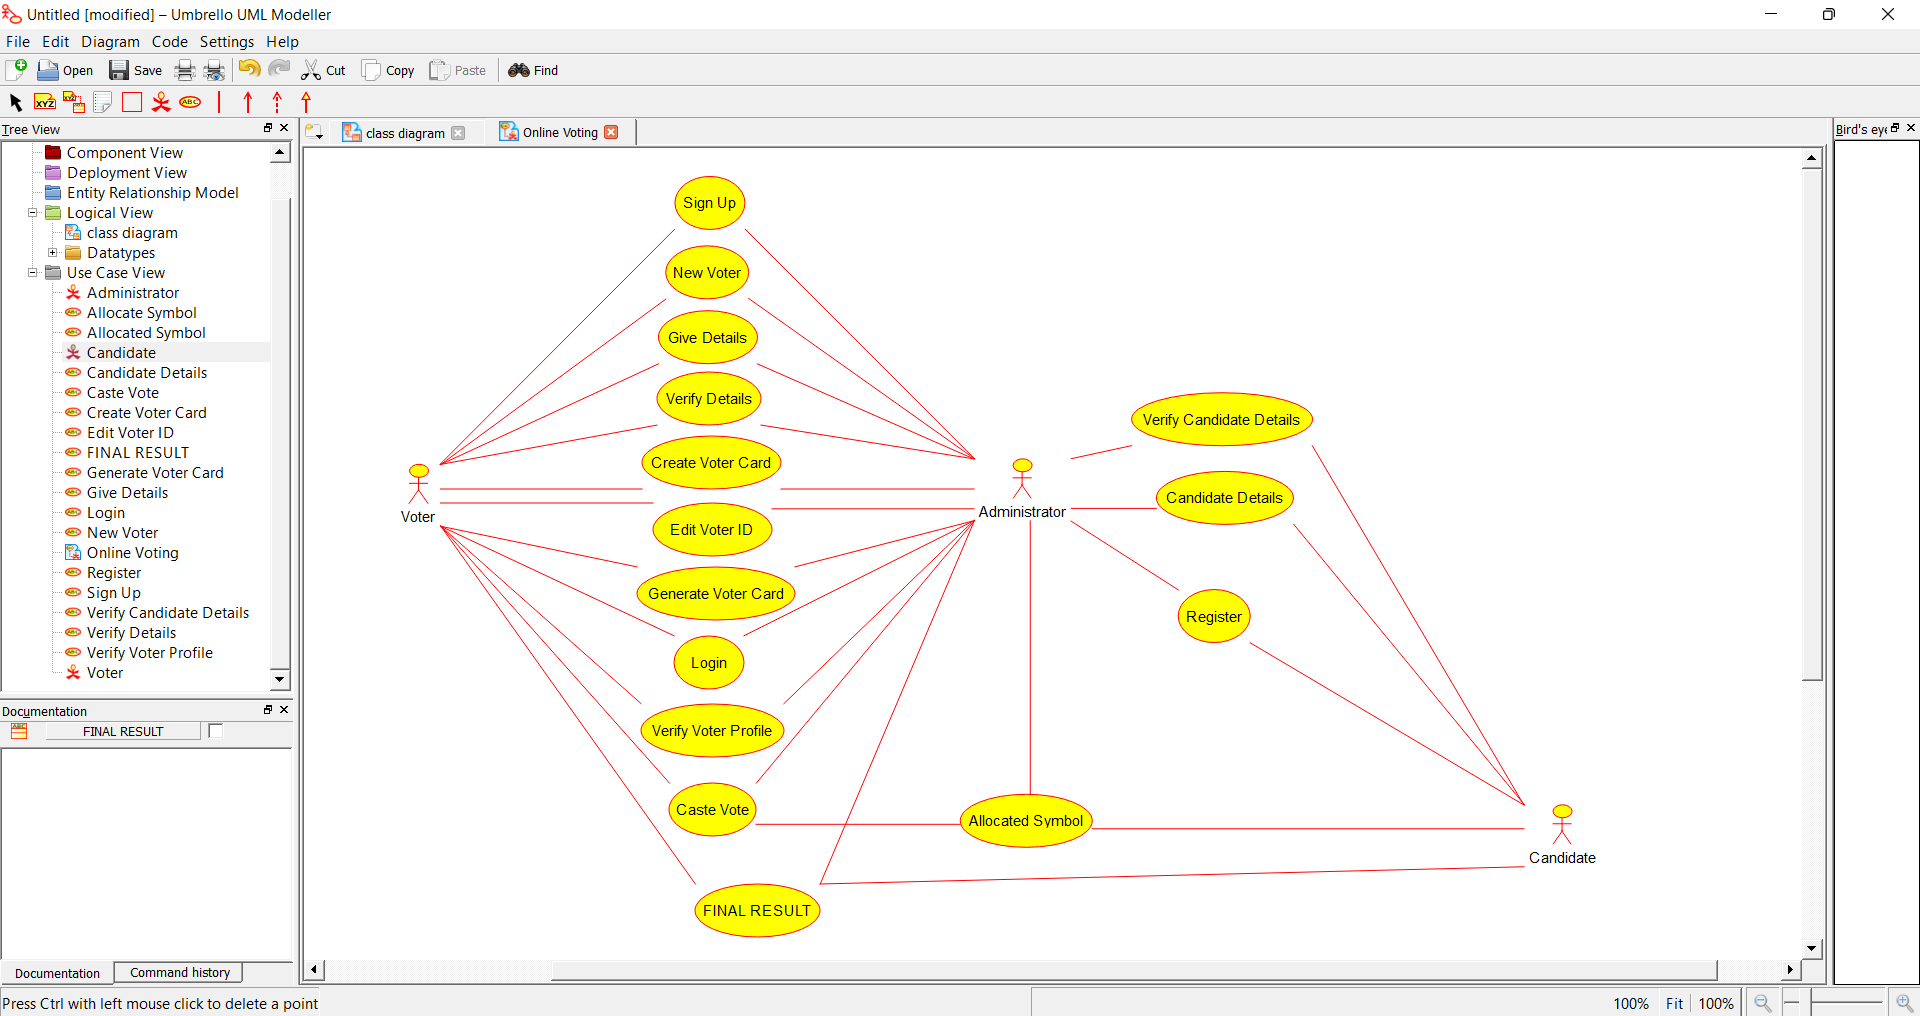 Untitled [modified] – Umbrello UML Modeller
File Edit Diagram Code Settings Help
Open Save Cut Copy Paste Find
XYZ XYZ ABC
Tree View
class diagram
Online Voting
Bird's eye
Component View
Deployment View
Entity Relationship Model
Logical View
class diagram
Datatypes
Use Case View
Administrator
Allocate Symbol
Allocated Symbol
Candidate
Candidate Details
Caste Vote
Create Voter Card
Edit Voter ID
FINAL RESULT
Generate Voter Card
Give Details
Login
New Voter
Online Voting
Register
Sign Up
Verify Candidate Details
Verify Details
Verify Voter Profile
Voter
Documentation
FINAL RESULT
Documentation Command history
Sign Up
New Voter
Give Details
Verify Details
Create Voter Card
Edit Voter ID
Generate Voter Card
Login
Verify Voter Profile
Caste Vote
FINAL RESULT
Voter
Administrator
Verify Candidate Details
Candidate Details
Register
Allocated Symbol
Candidate
Press Ctrl with left mouse click to delete a point
100% Fit 100%